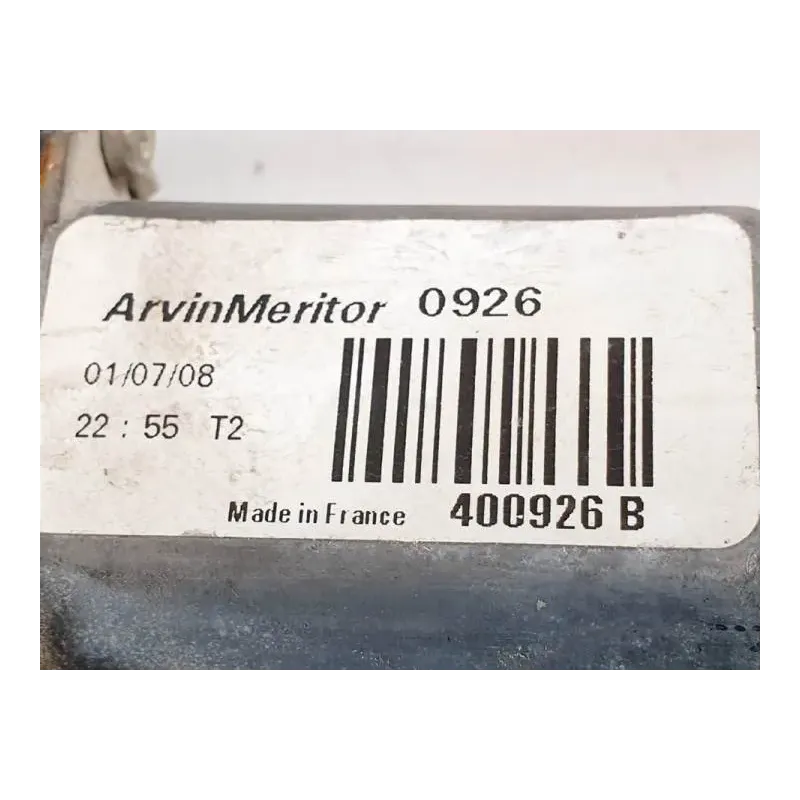 ArvinMeritor 0926
01/07/08
22 : 55 T2
Made in France 400926 B